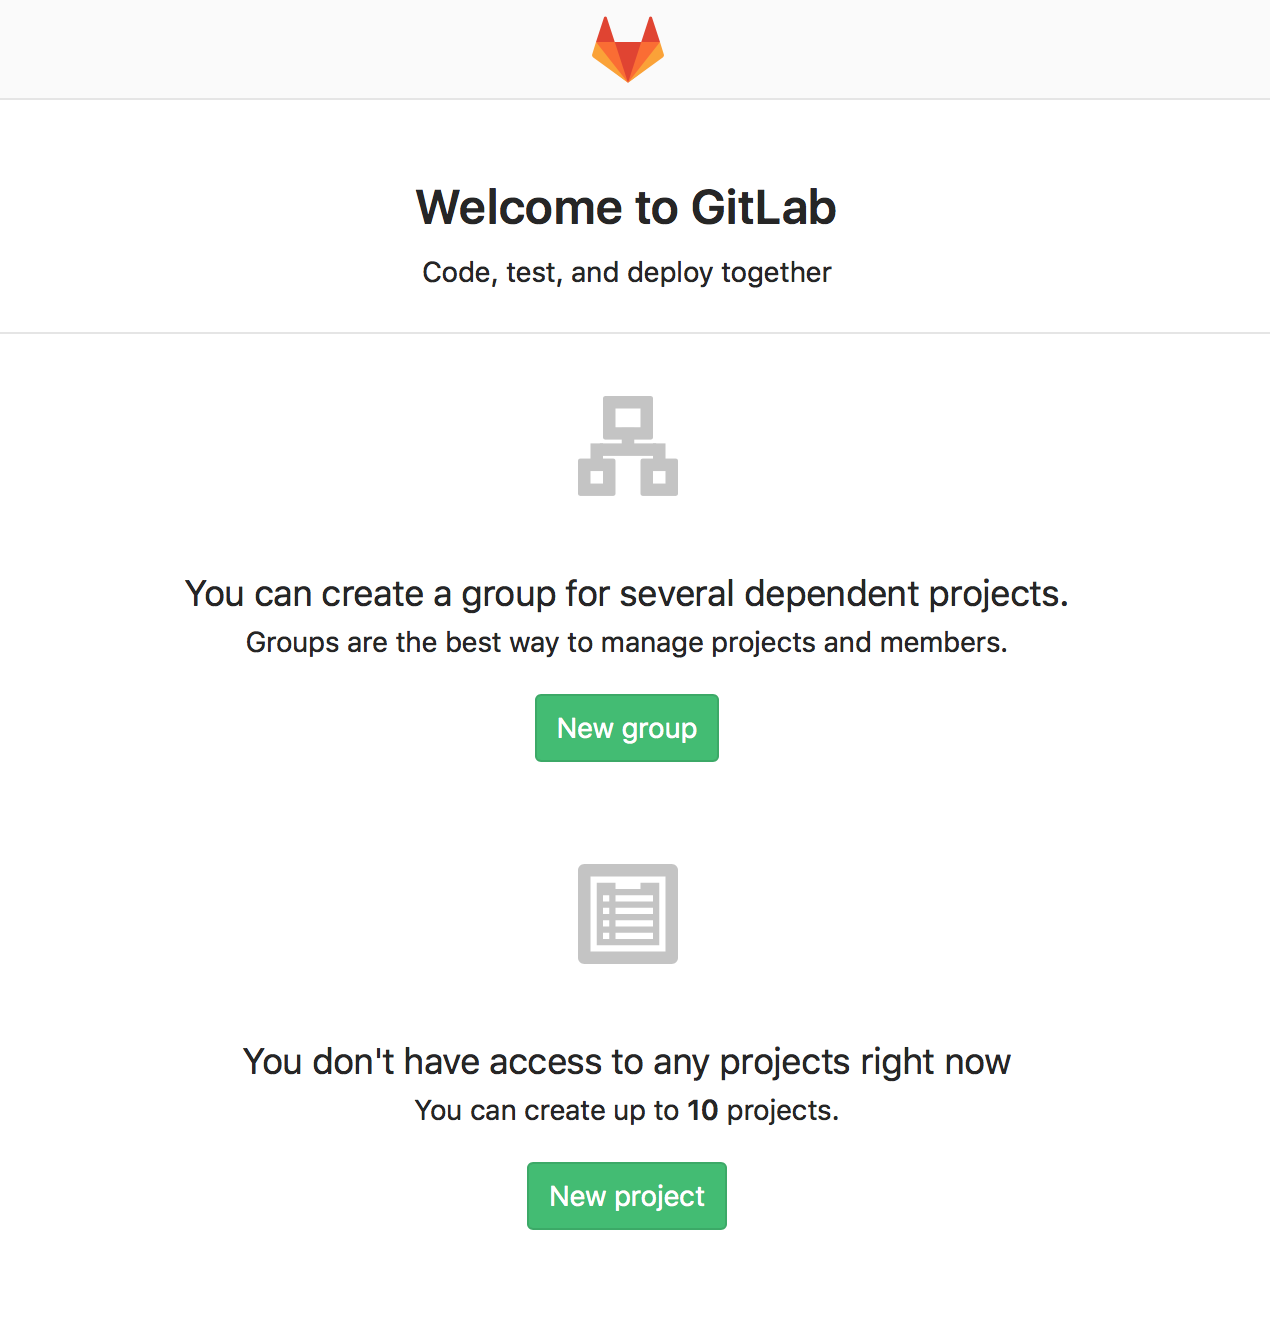 Welcome to GitLab
Code, test, and deploy together
You can create a group for several dependent projects.
Groups are the best way to manage projects and members.
New group
You don't have access to any projects right now
You can create up to 10 projects.
New project